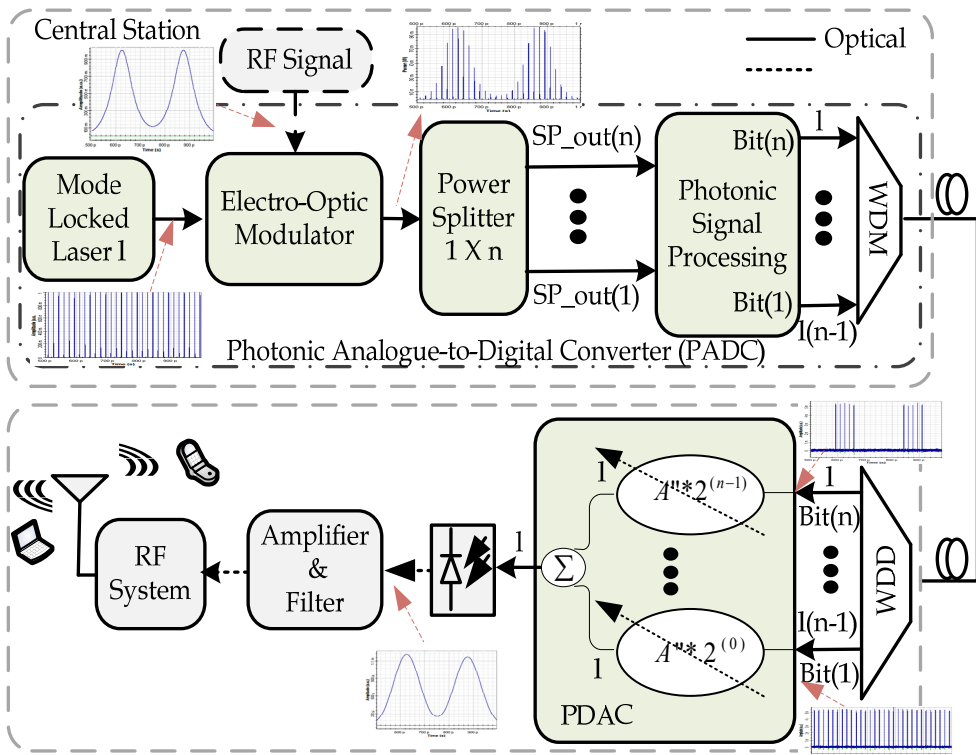 Central Station
RF Signal
Optical
Mode
Locked
Laser 1
Electro-Optic
Modulator
Power
Splitter
1 X n
SP_out(n)
SP_out(1)
Photonic
Signal
Processing
Bit(n)
Bit(1)
1
1(n-1)
WDM
Photonic Analogue-to-Digital Converter (PADC)
RF
System
Amplifier
&
Filter
1
Σ
1
A"*2^(n-1)
1
A"*2^(0)
PDAC
1
Bit(n)
1(n-1)
Bit(1)
WDD